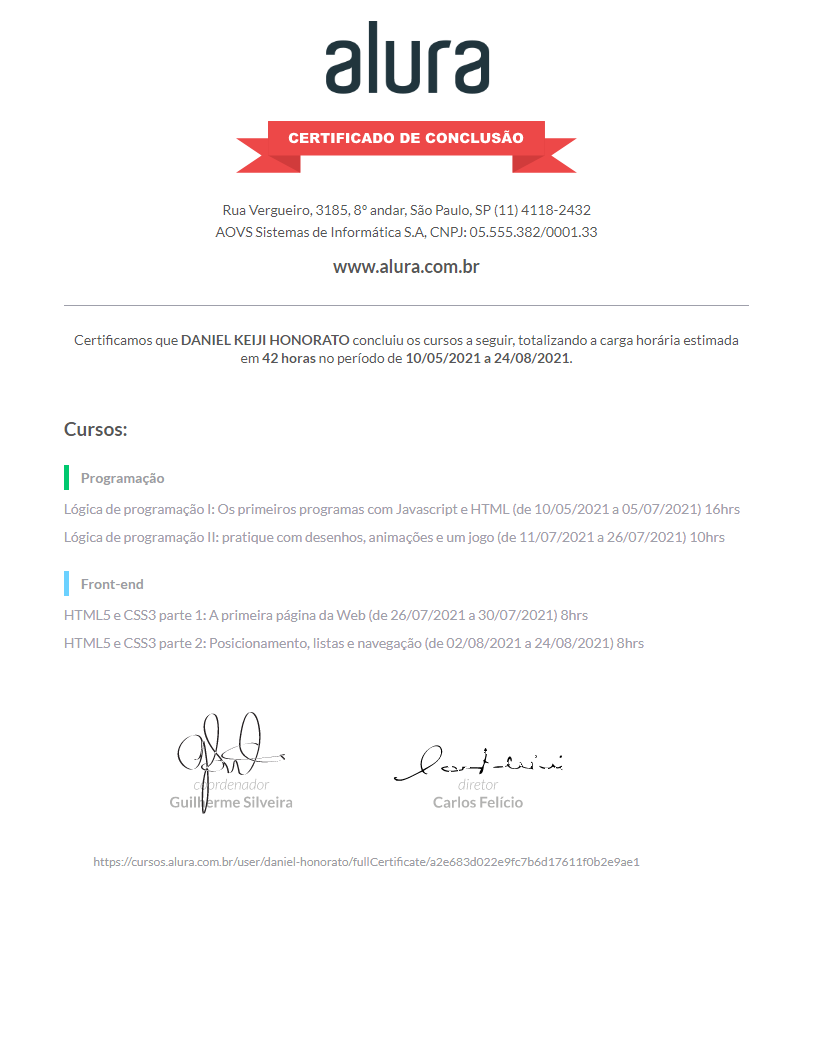 alura
CERTIFICADO DE CONCLUSÃO
Rua Vergueiro, 3185, 8º andar, São Paulo, SP (11) 4118-2432
AOVS Sistemas de Informática S.A, CNPJ: 05.555.382/0001.33
www.alura.com.br
Certificamos que DANIEL KEIJI HONORATO concluiu os cursos a seguir, totalizando a carga horária estimada
em 42 horas no período de 10/05/2021 a 24/08/2021.
Cursos:
Programação
Lógica de programação I: Os primeiros programas com Javascript e HTML (de 10/05/2021 a 05/07/2021) 16hrs
Lógica de programação II: pratique com desenhos, animações e um jogo (de 11/07/2021 a 26/07/2021) 10hrs
Front-end
HTML5 e CSS3 parte 1: A primeira página da Web (de 26/07/2021 a 30/07/2021) 8hrs
HTML5 e CSS3 parte 2: Posicionamento, listas e navegação (de 02/08/2021 a 24/08/2021) 8hrs
coordenador
Guilherme Silveira
diretor
Carlos Felício
https://cursos.alura.com.br/user/daniel-honorato/fullCertificate/a2e683d022e9fc7b6d17611f0b2e9ae1